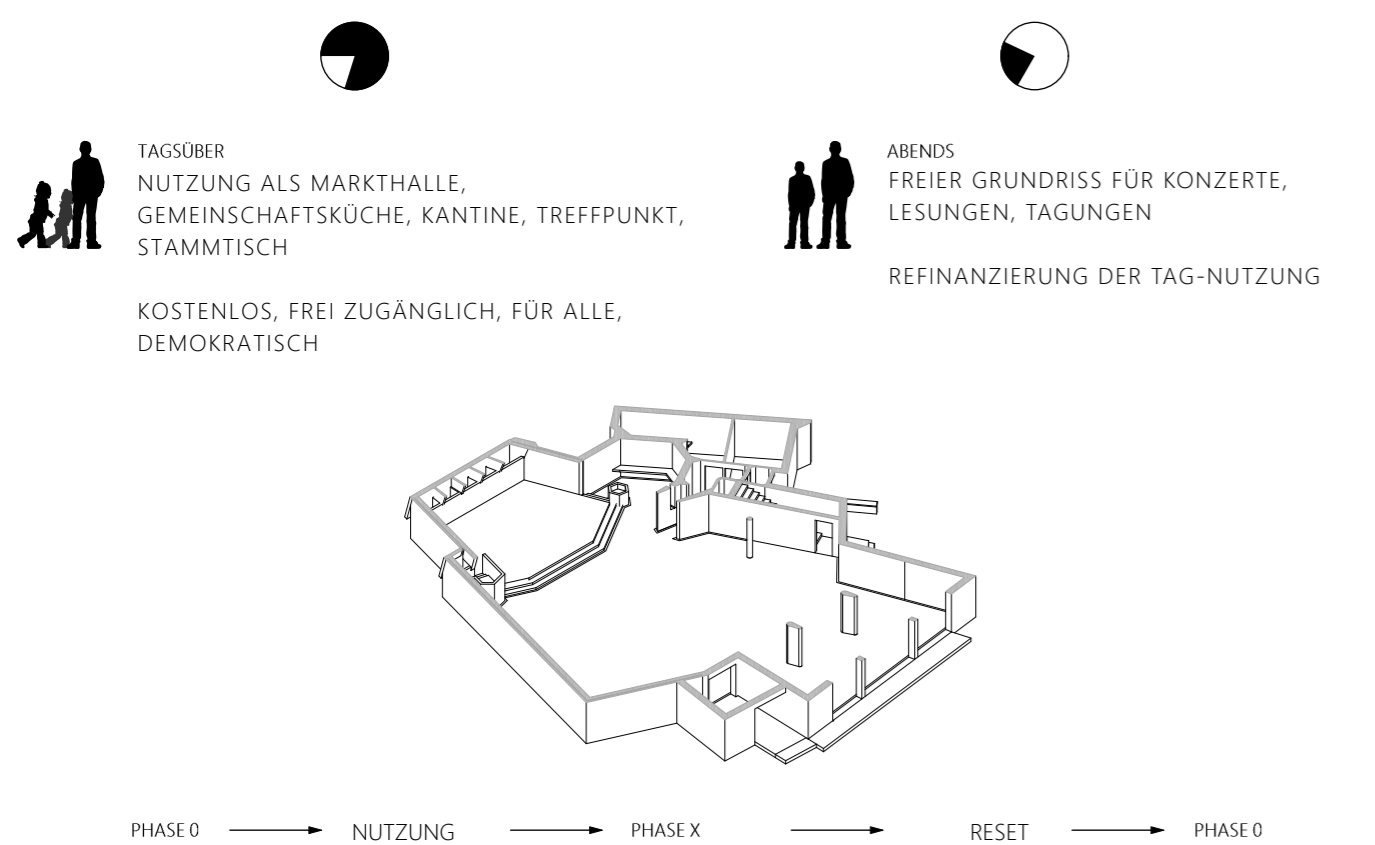 TAGSÜBER
NUTZUNG ALS MARKTHALLE,
GEMEINSCHAFTSKÜCHE, KANTINE, TREFFPUNKT,
STAMMTISCH
KOSTENLOS, FREI ZUGÄNGLICH, FÜR ALLE,
DEMOKRATISCH
ABENDS
FREIER GRUNDRISS FÜR KONZERTE,
LESUNGEN, TAGUNGEN
REFINANZIERUNG DER TAG-NUTZUNG
PHASE 0 NUTZUNG PHASE X RESET PHASE 0